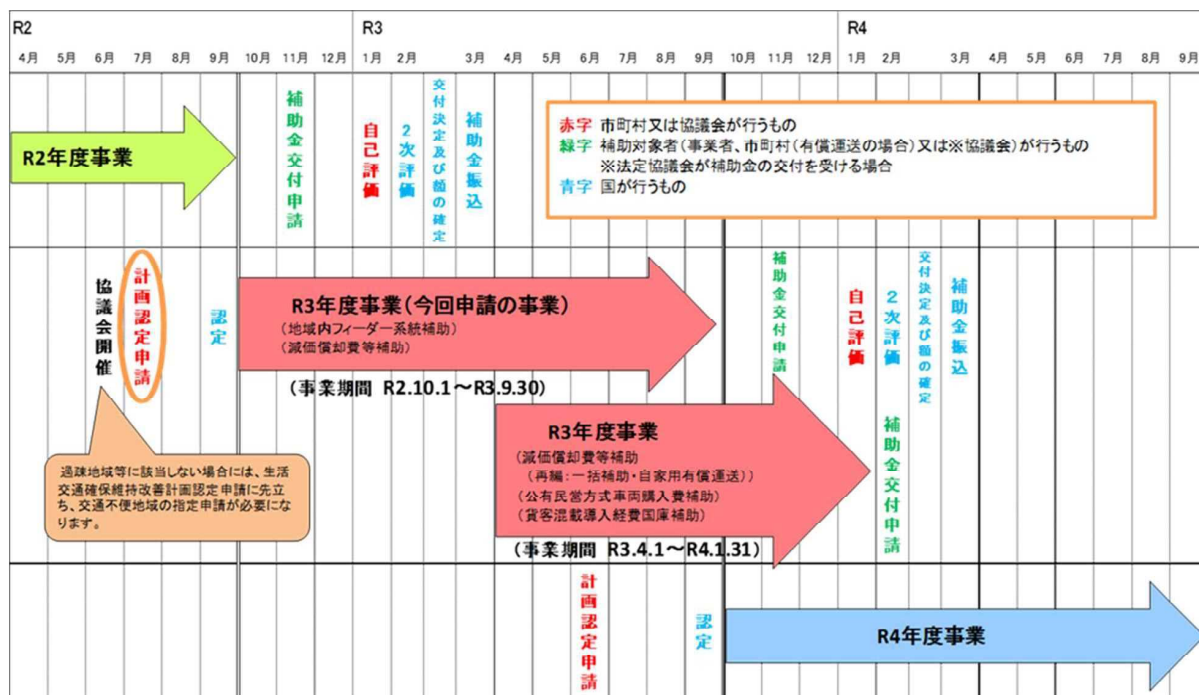 R2
R3
R4
4月 5月 6月 7月 8月 9月 10月 11月 12月 1月 2月 3月 4月 5月 6月 7月 8月 9月 10月 11月 12月 1月 2月 3月 4月 5月 6月 7月 8月 9月
R2年度事業
補助金交付申請
自己評価
2次評価
交付決定及び額の確定
補助金振込
赤字 市町村又は協議会が行うもの
緑字 補助対象者(事業者、市町村(有償運送の場合)又は※協議会)が行うもの
※法定協議会が補助金の交付を受ける場合
青字 国が行うもの
協議会開催
計画認定申請
認定
R3年度事業(今回申請の事業)
(地域内フィーダー系統補助)
(減価償却費等補助)
(事業期間 R2.10.1～R3.9.30)
補助金交付申請
自己評価
2次評価
交付決定及び額の確定
補助金振込
過疎地域等に該当しない場合には、生活
交通確保維持改善計画認定申請に先立
ち、交通不便地域の指定申請が必要にな
ります。
R3年度事業
(減価償却費等補助
(再編:一括補助・自家用有償運送))
(公有民営方式車両購入費補助)
(貨客混載導入経費国庫補助)
(事業期間 R3.4.1～R4.1.31)
補助金交付申請
計画認定申請
認定
R4年度事業